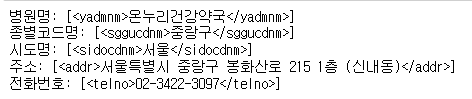 병원명: [<yadmnm>온누리건강약국</yadmnm>]
종별코드명: [<sggucdnm>중랑구</sggucdnm>]
시도명: [<sidocdnm>서울</sidocdnm>]
주소: [<addr>서울특별시 중랑구 봉화산로 215 1층 (신내동)</addr>]
전화번호: [<telno>02-3422-3097</telno>]